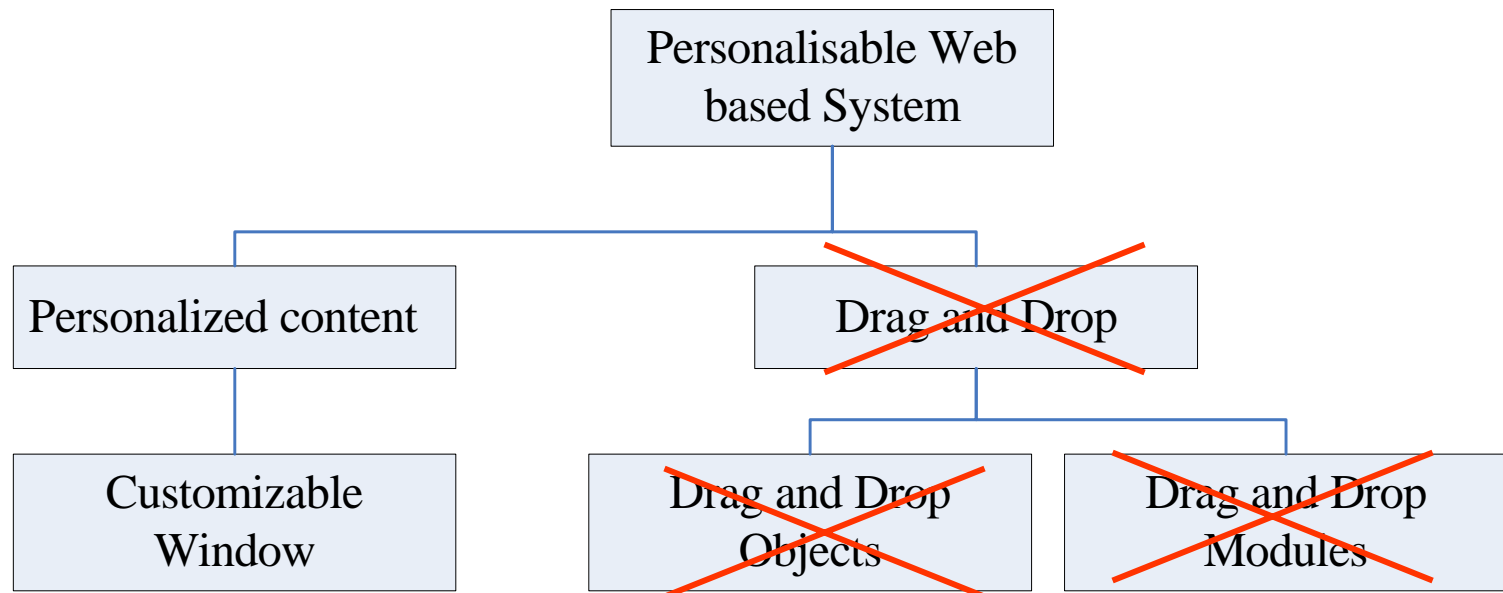 Personalisable Web
based System
Personalized content
Drag and Drop
Customizable
Window
Drag and Drop
Objects
Drag and Drop
Modules